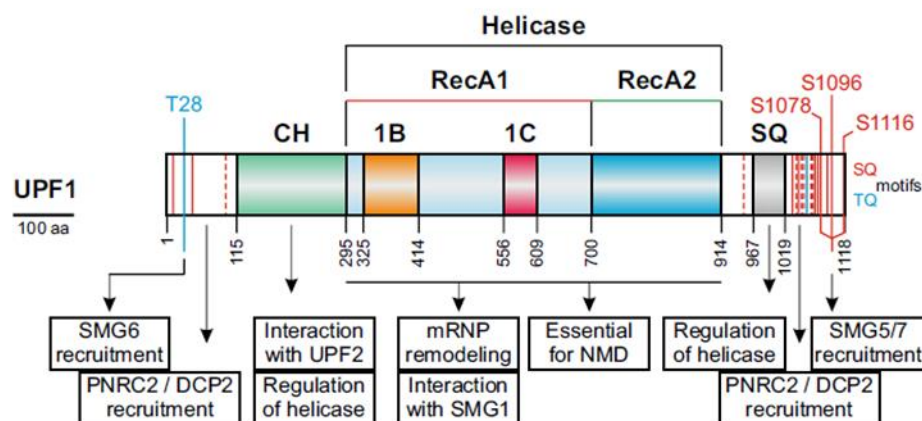 Helicase
RecA1 RecA2
S1096
S1078
T28
S1116
CH 1B 1C SQ
UPF1
SQ
TQ
motifs
100 aa
1 115 295 325 414 556 609 700 914 967 1019 1118
SMG6
recruitment
PNRC2 / DCP2
recruitment
Interaction
with UPF2
Regulation
of helicase
mRNP
remodeling
Interaction
with SMG1
Essential
for NMD
Regulation
of helicase
PNRC2 / DCP2
recruitment
SMG5/7
recruitment